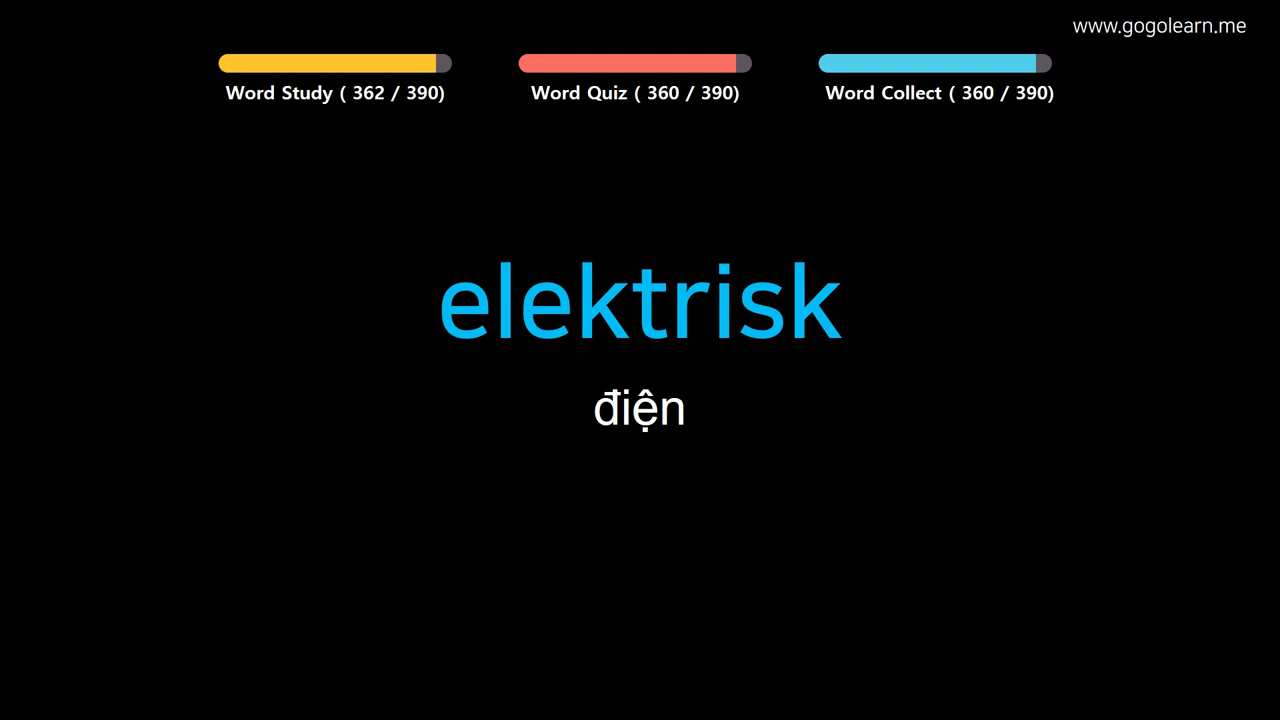 www.gogolearn.me
Word Study ( 362 / 390)
Word Quiz ( 360 / 390)
Word Collect ( 360 / 390)
elektrisk
điện